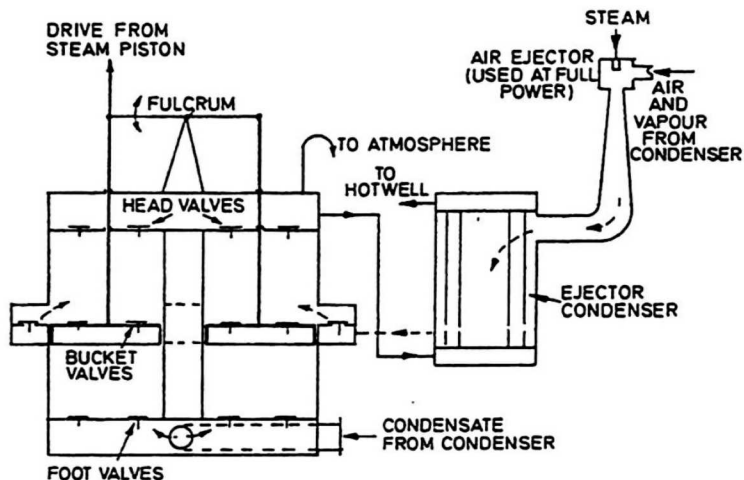 STEAM
DRIVE FROM
STEAM PISTON
AIR EJECTOR
(USED AT FULL
POWER)
AIR
AND
VAPOUR
FROM
CONDENSER
FULCRUM
TO ATMOSPHERE
TO
HOTWELL
HEAD VALVES
EJECTOR
CONDENSER
BUCKET
VALVES
CONDENSATE
FROM CONDENSER
FOOT VALVES